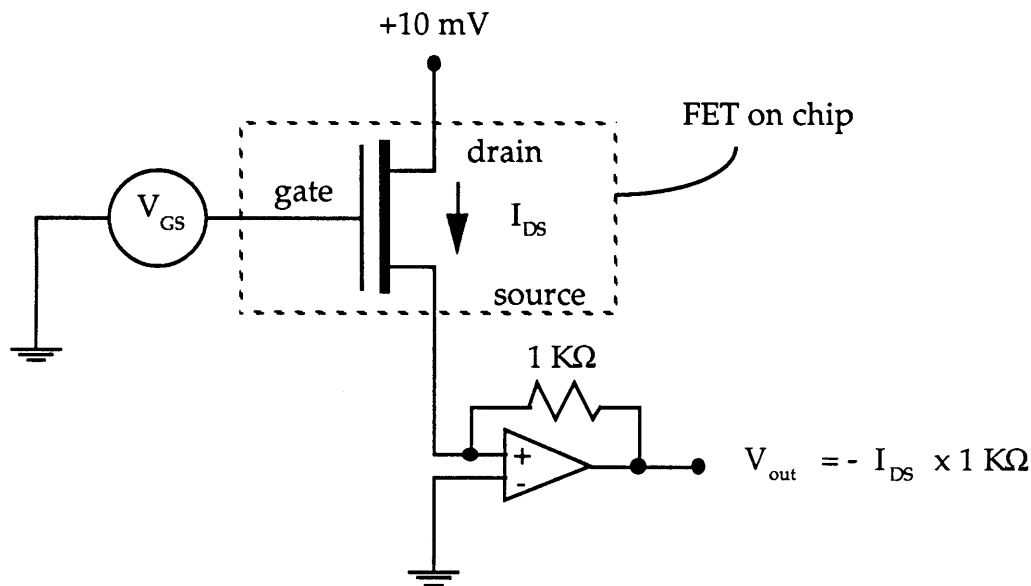 +10 mV
FET on chip
drain
gate
V_GS
I_DS
source
1 KΩ
+
-
V_out = - I_DS x 1 KΩ